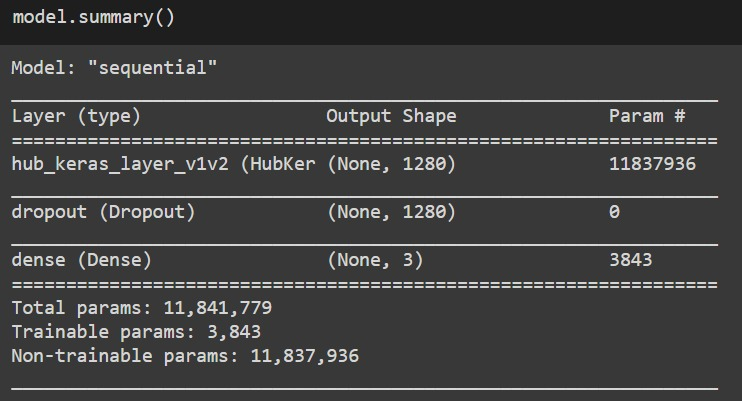 model.summary()
Model: "sequential"
_________________________________________________________________
Layer (type)                 Output Shape              Param #
=================================================================
hub_keras_layer_v1v2 (HubKer (None, 1280)              11837936
_________________________________________________________________
dropout (Dropout)            (None, 1280)              0
_________________________________________________________________
dense (Dense)                (None, 3)                 3843
=================================================================
Total params: 11,841,779
Trainable params: 3,843
Non-trainable params: 11,837,936
_________________________________________________________________